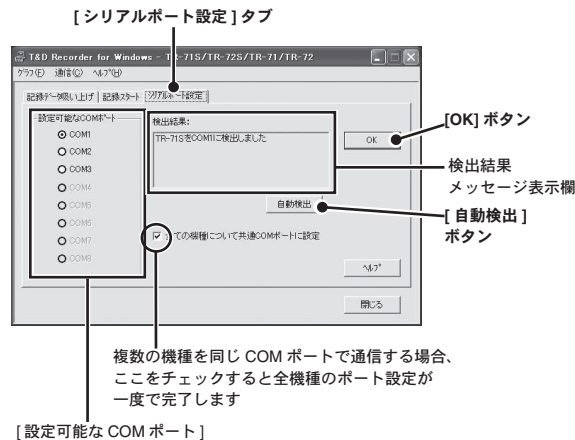 [ シリアルポート設定 ] タブ
T&D Recorder for Windows - TR-71S/TR-72S/TR-71/TR-72
グラフ(F) 通信(C) ヘルプ(H)
記録データ吸い上げ 記録スタート シリアルポート設定
設定可能なCOMポート
COM1
COM2
COM3
COM4
COM5
COM6
COM7
COM8
検出結果:
TR-71SをCOM1に検出しました
OK
自動検出
全ての機種について共通COMポートに設定
ヘルプ
閉じる
[OK] ボタン
検出結果
メッセージ表示欄
[ 自動検出 ]
ボタン
複数の機種を同じ COM ポートで通信する場合、
ここをチェックすると全機種のポート設定が
一度で完了します
[ 設定可能な COM ポート ]